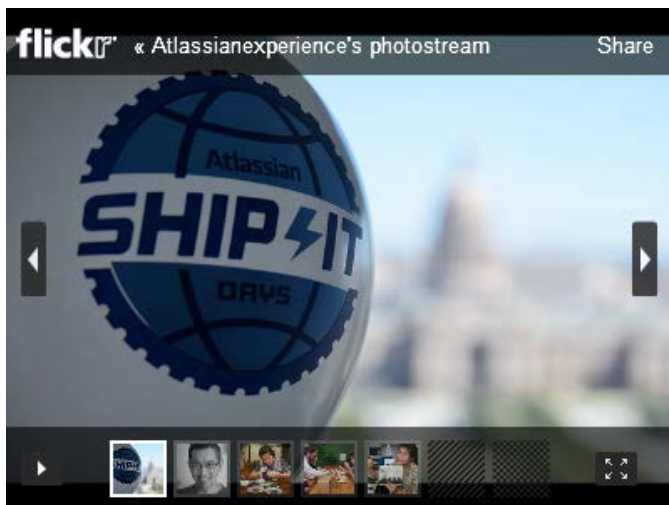 flickr « Atlassianexperience's photostream Share
Atlassian
SHIP IT
DAYS